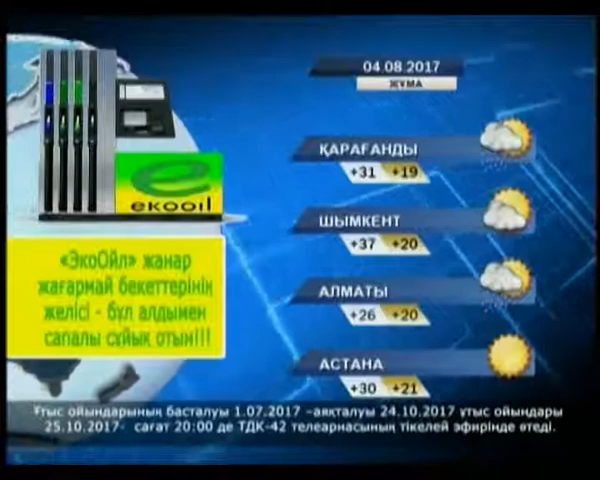 04.08.2017
ЖҰМА
ҚАРАҒАНДЫ
+31 +19
ШЫМКЕНТ
+37 +20
АЛМАТЫ
+26 +20
АСТАНА
+30 +21
екооіl
«ЭкоОйл» жанар
жағармай бекеттерінің
желісі - бұл алдымен
сапалы сұйық отын!!!
Ұтыс ойындарының басталуы 1.07.2017 –аяқталуы 24.10.2017 ұтыс ойындары
25.10.2017- сағат 20:00 де ТДК-42 телеарнасының тікелей эфирінде өтеді.